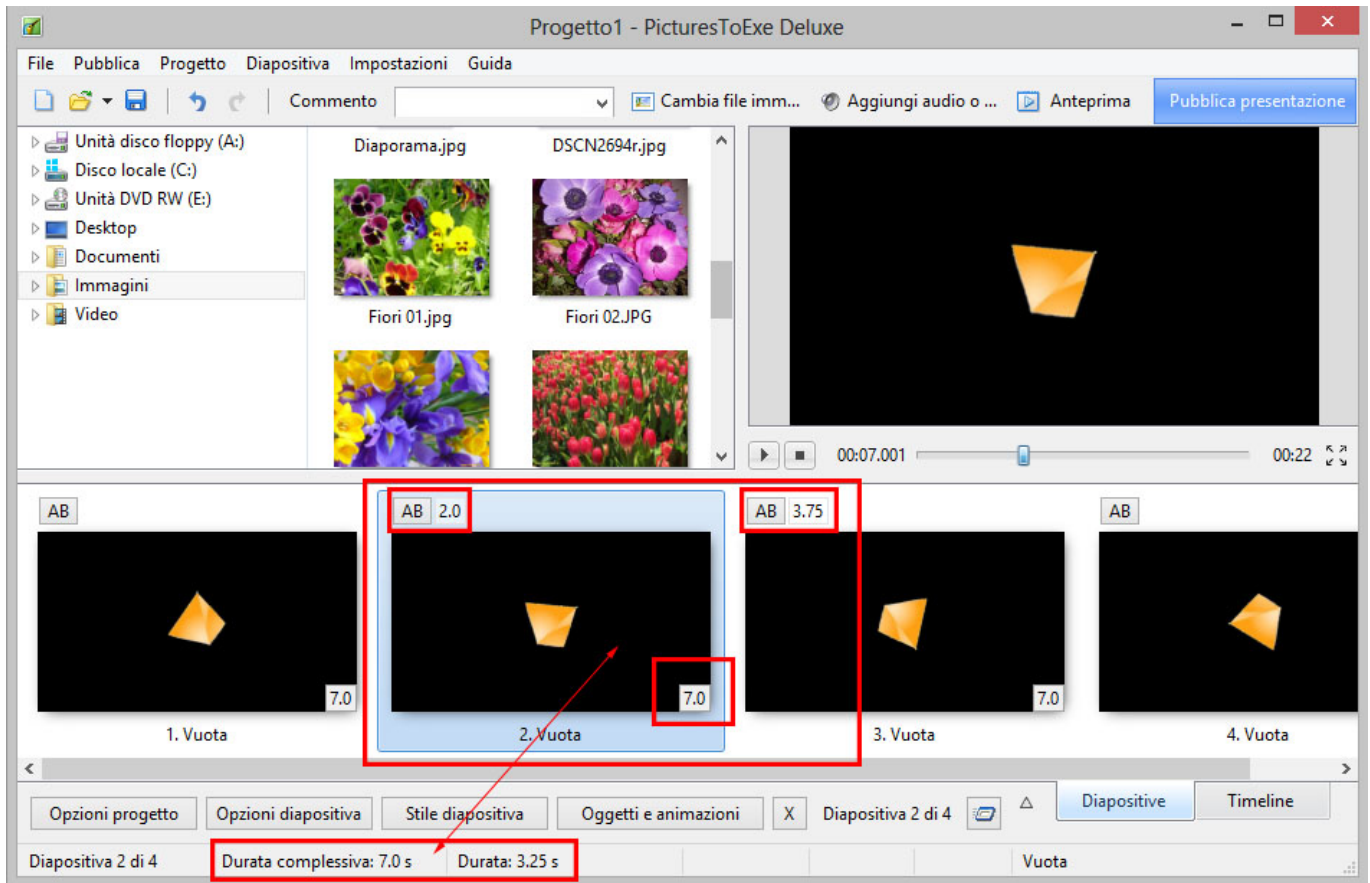 Progetto1 - PicturesToExe Deluxe
File Pubblica Progetto Diapositiva Impostazioni Guida
Commento Cambia file imm... Aggiungi audio o ... Anteprima Pubblica presentazione
Unità disco floppy (A:)
Disco locale (C:)
Unità DVD RW (E:)
Desktop
Documenti
Immagini
Video
Diaporama.jpg DSCN2694r.jpg
Fiori 01.jpg Fiori 02.JPG
00:07.001 00:22
AB AB 2.0 AB 3.75 AB
7.0 7.0 7.0
1. Vuota 2. Vuota 3. Vuota 4. Vuota
Opzioni progetto Opzioni diapositiva Stile diapositiva Oggetti e animazioni X Diapositiva 2 di 4 Diapositive Timeline
Diapositiva 2 di 4 Durata complessiva: 7.0 s Durata: 3.25 s Vuota